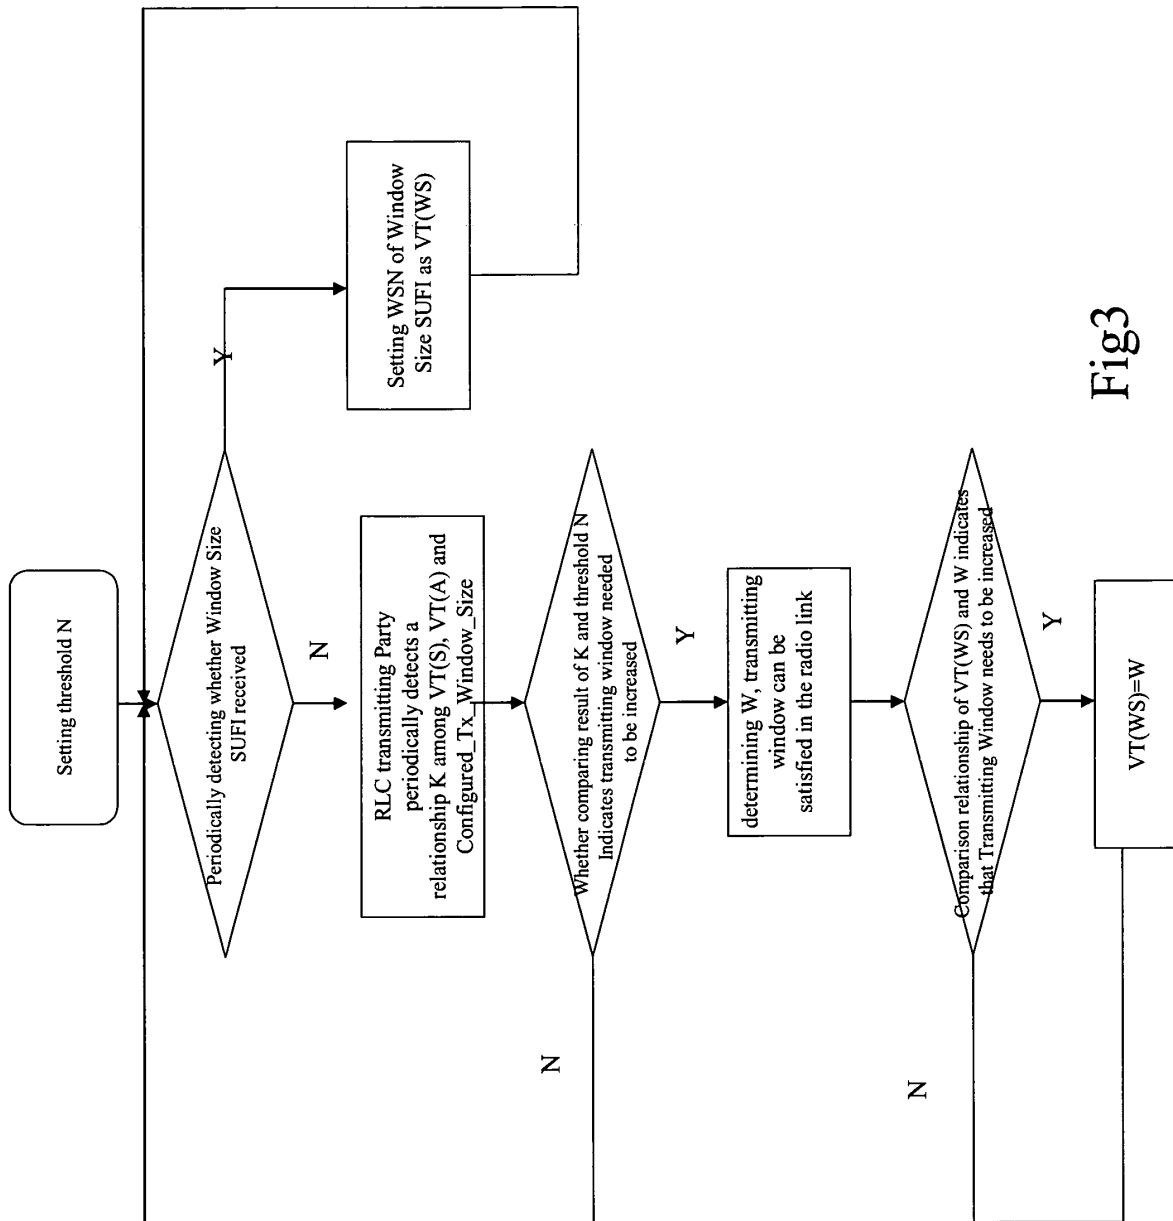 Setting threshold N
Periodically detecting whether Window Size
SUFI received
Y
Setting WSN of Window
Size SUFI as VT(WS)
N
RLC transmitting Party
periodically detects a
relationship K among VT(S), VT(A) and
Configured_Tx_Window_Size
Whether comparing result of K and threshold N
Indicates transmitting window needed
to be increased
N
Y
determining W, transmitting
window can be
satisfied in the radio link
Comparison relationship of VT(WS) and W indicates
that Transmitting Window needs to be increased
N
Y
VT(WS)=W
Fig3